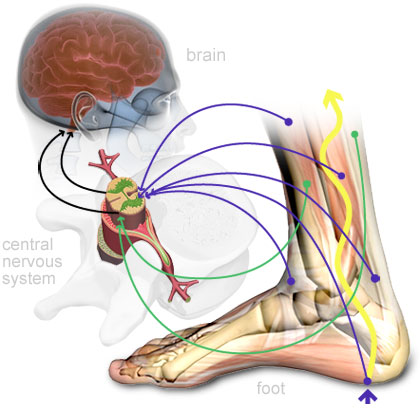 brain
central
nervous
system
foot